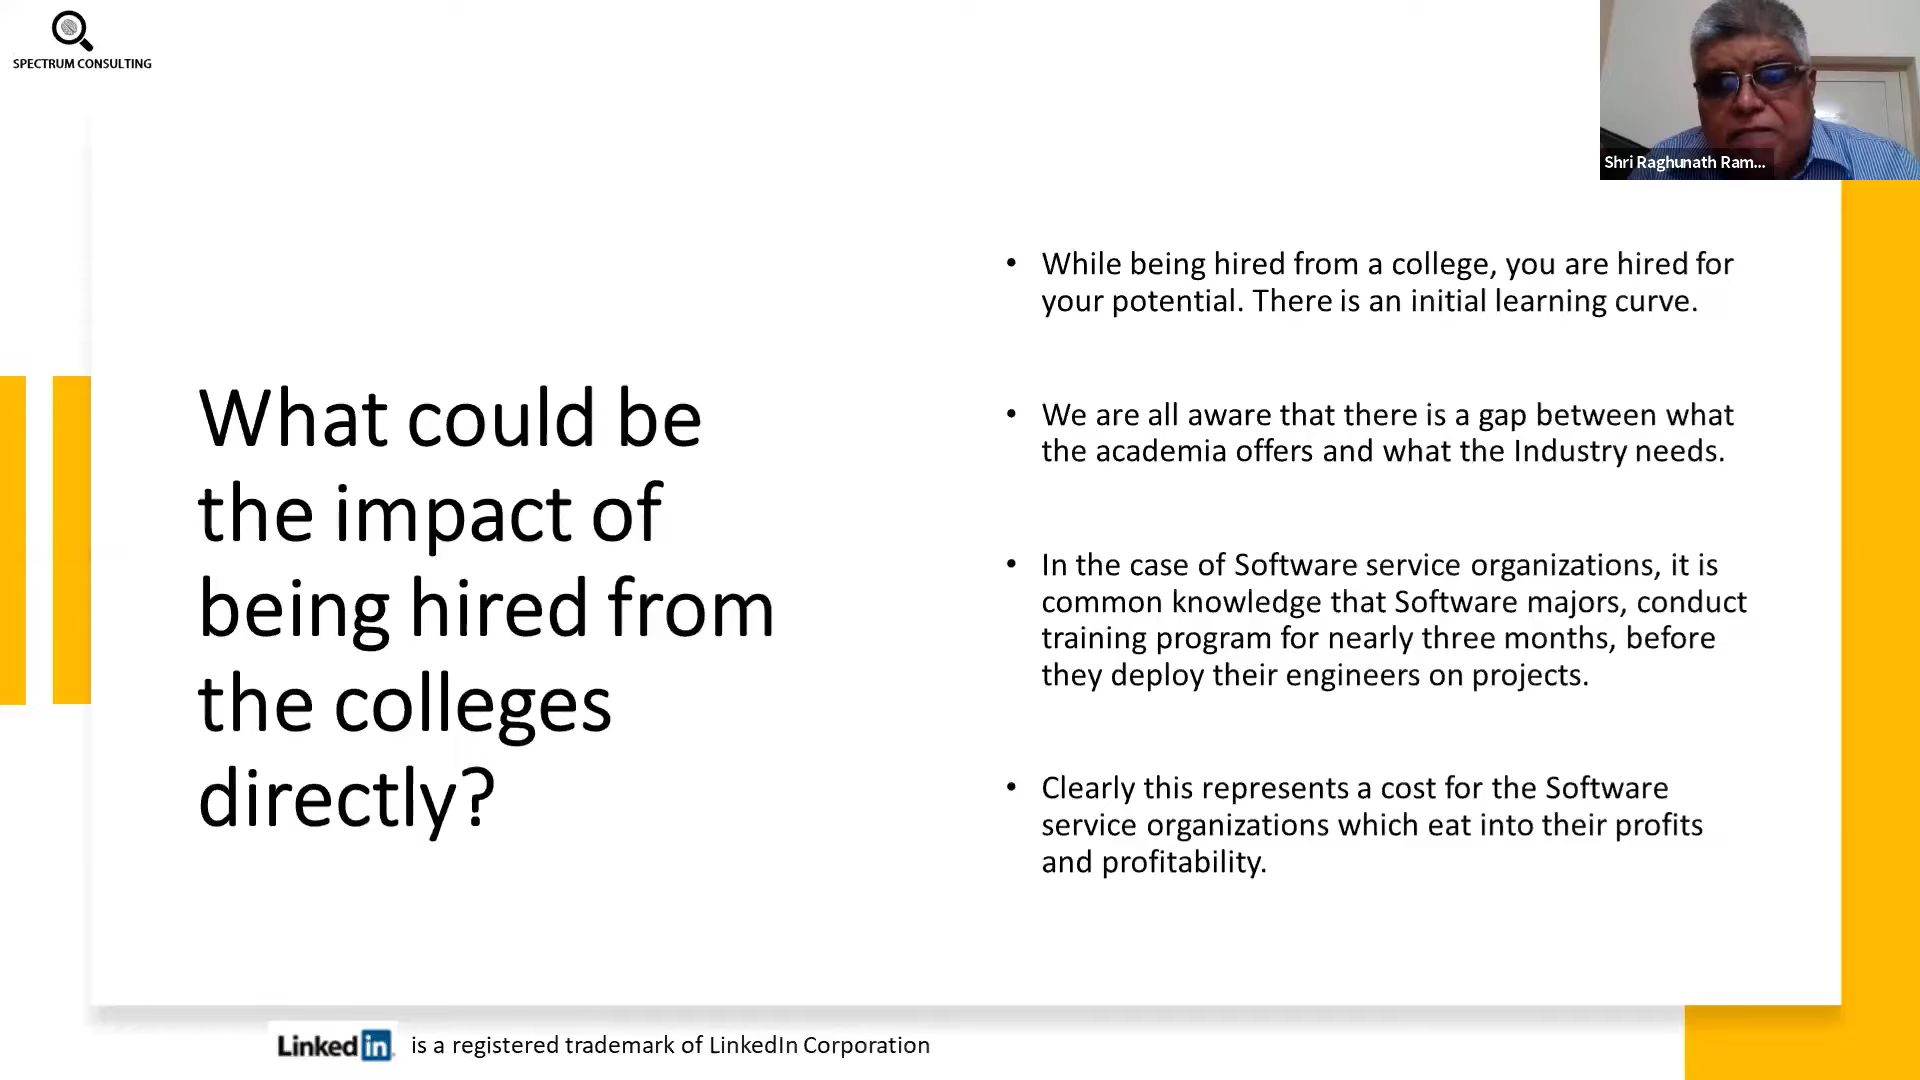 SPECTRUM CONSULTING
Shri Raghunath Ram...
What could be
the impact of
being hired from
the colleges
directly?
• While being hired from a college, you are hired for
your potential. There is an initial learning curve.
• We are all aware that there is a gap between what
the academia offers and what the Industry needs.
• In the case of Software service organizations, it is
common knowledge that Software majors, conduct
training program for nearly three months, before
they deploy their engineers on projects.
• Clearly this represents a cost for the Software
service organizations which eat into their profits
and profitability.
Linked in is a registered trademark of LinkedIn Corporation